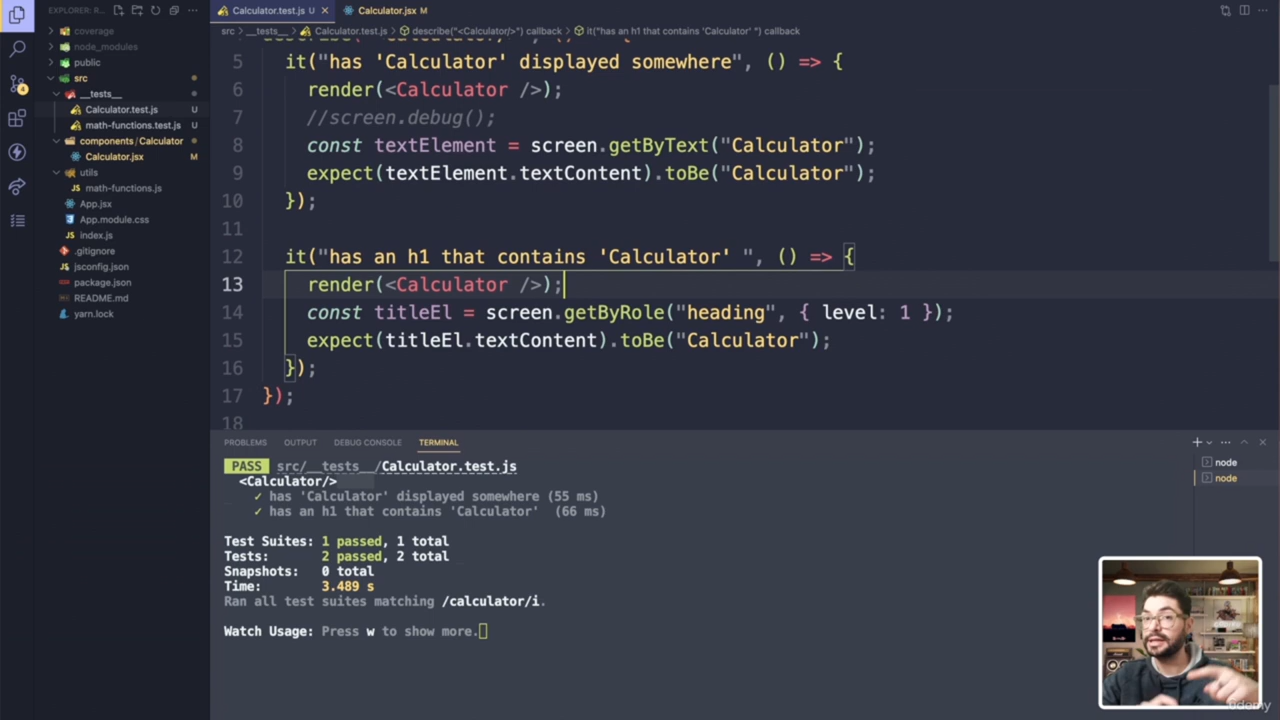 EXPLORER: R...
coverage
node_modules
public
src
__tests__
Calculator.test.js U
math-functions.test.js U
components / Calculator
Calculator.jsx M
utils
math-functions.js
App.jsx
App.module.css
index.js
.gitignore
jsconfig.json
package.json
README.md
yarn.lock
4
Calculator.test.js U
Calculator.jsx M
src > __tests__ > Calculator.test.js > describe("<Calculator/>") callback > it("has an h1 that contains 'Calculator' ") callback
5 it("has 'Calculator' displayed somewhere", () => {
6 render(<Calculator />);
7 //screen.debug();
8 const textElement = screen.getByText("Calculator");
9 expect(textElement.textContent).toBe("Calculator");
10 });
11
12 it("has an h1 that contains 'Calculator' ", () => {
13 render(<Calculator />);
14 const titleEl = screen.getByRole("heading", { level: 1 });
15 expect(titleEl.textContent).toBe("Calculator");
16 });
17 });
18
PROBLEMS OUTPUT DEBUG CONSOLE TERMINAL
PASS src/__tests__/Calculator.test.js
<Calculator/>
✓ has 'Calculator' displayed somewhere (55 ms)
✓ has an h1 that contains 'Calculator'  (66 ms)
Test Suites: 1 passed, 1 total
Tests: 2 passed, 2 total
Snapshots: 0 total
Time: 3.489 s
Ran all test suites matching /calculator/i.
Watch Usage: Press w to show more.
node
node
ûdemy